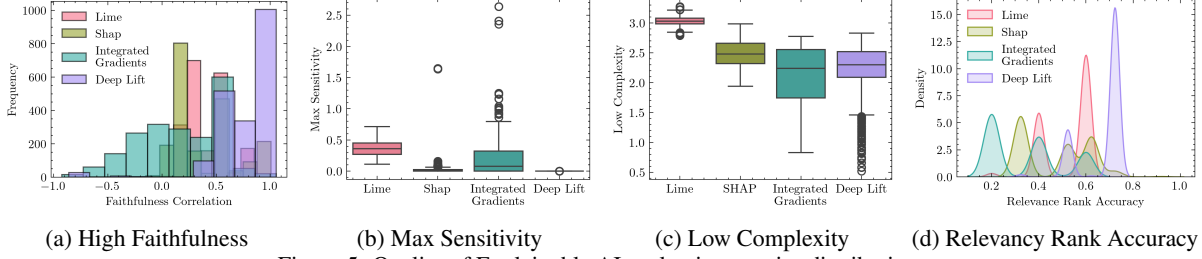 1000
800
600
400
200
0
Frequency
Lime
Shap
Integrated
Gradients
Deep Lift
−1.0 −0.5 0.0 0.5 1.0
Faithfulness Correlation
(a) High Faithfulness
2.5
2.0
1.5
1.0
0.5
0.0
Max Sensitivity
Lime Shap Integrated Deep Lift
Gradients
(b) Max Sensitivity
3.0
2.5
2.0
1.5
1.0
0.5
Low Complexity
Lime SHAP Integrated Deep Lift
Gradients
(c) Low Complexity
15.0
12.5
10.0
7.5
5.0
2.5
0.0
Density
Lime
Shap
Integrated
Gradients
Deep Lift
0.2 0.4 0.6 0.8 1.0
Relevance Rank Accuracy
(d) Relevancy Rank Accuracy